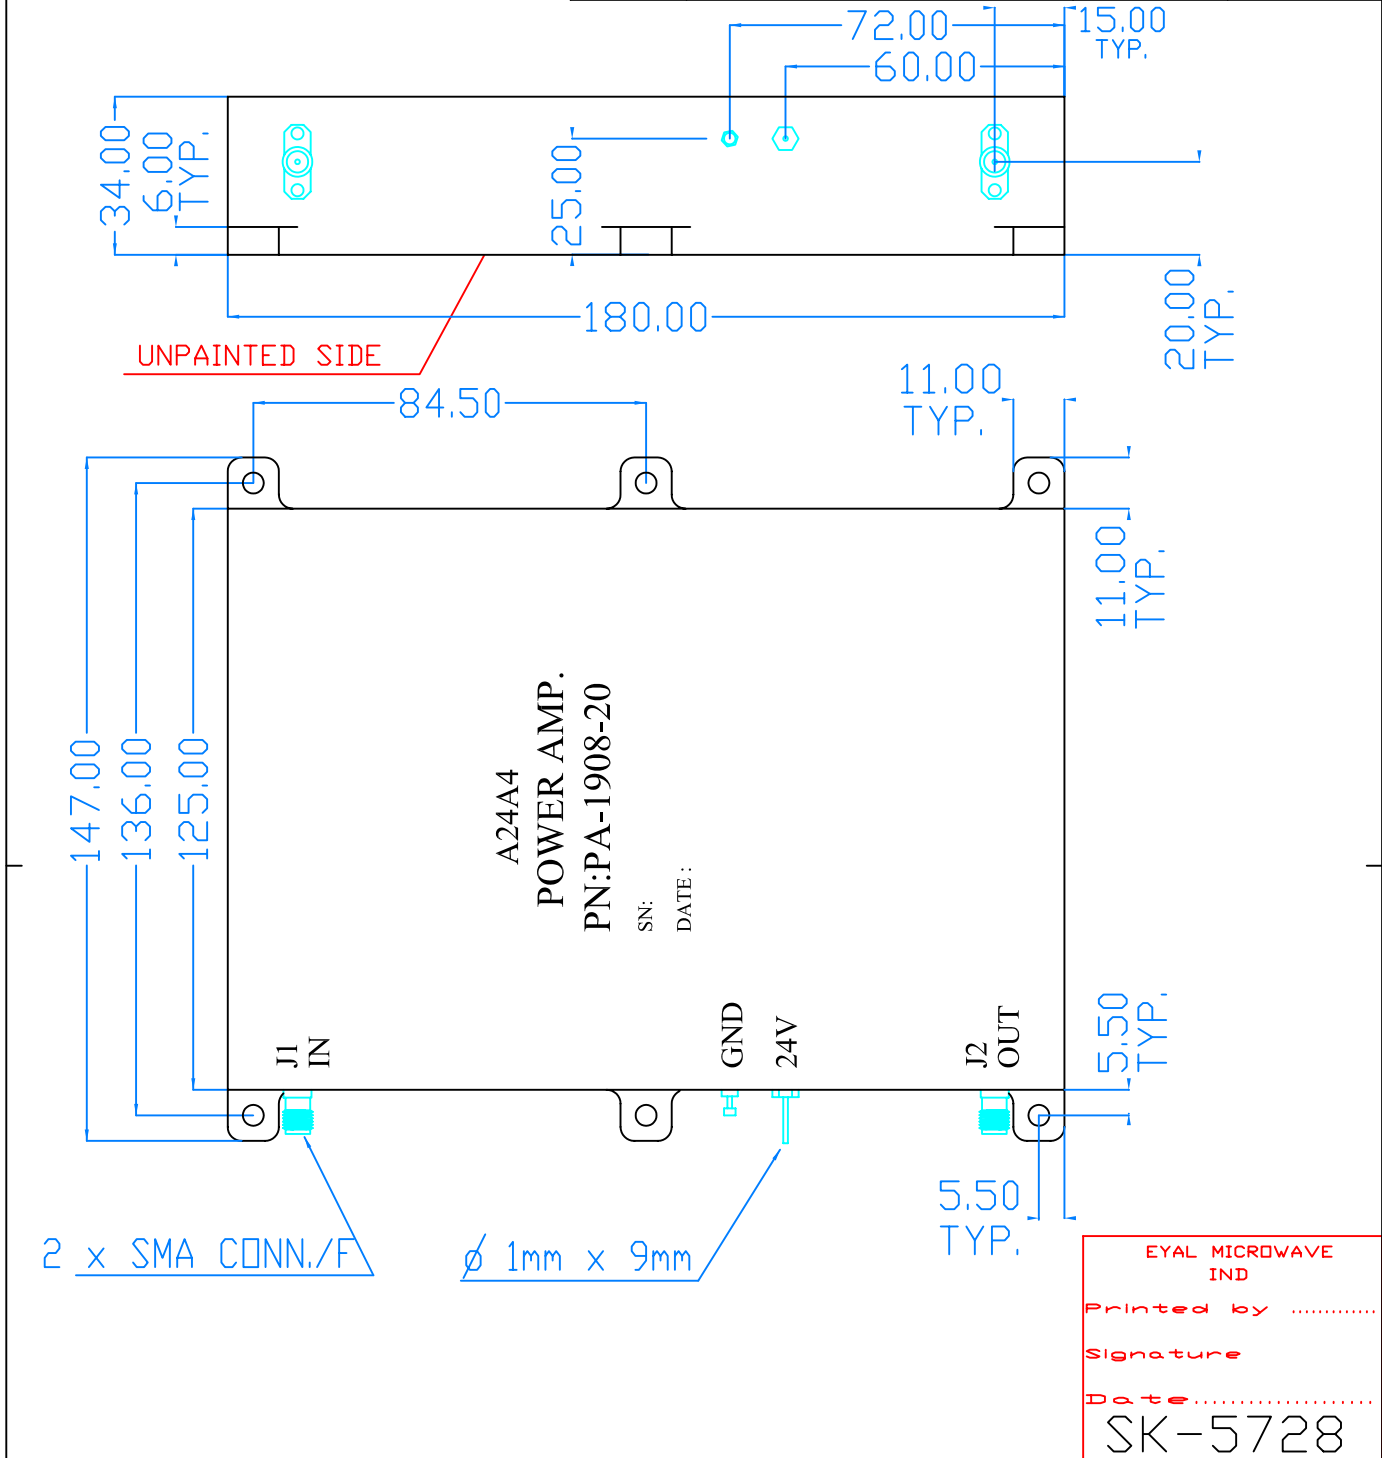 72.00
15.00
TYP.
60.00
34.00
6.00
TYP.
25.00
20.00
TYP.
180.00
UNPAINTED SIDE
84.50
11.00
TYP.
11.00
TYP.
147.00
136.00
125.00
A24A4
POWER AMP.
PN:PA-1908-20
SN:
DATE :
J1
IN
GND
24V
J2
OUT
5.50
TYP.
5.50
TYP.
2 x SMA CONN./F
ø 1mm x 9mm
EYAL MICROWAVE
IND
Printed by ............
Signature
Date ....................
SK-5728